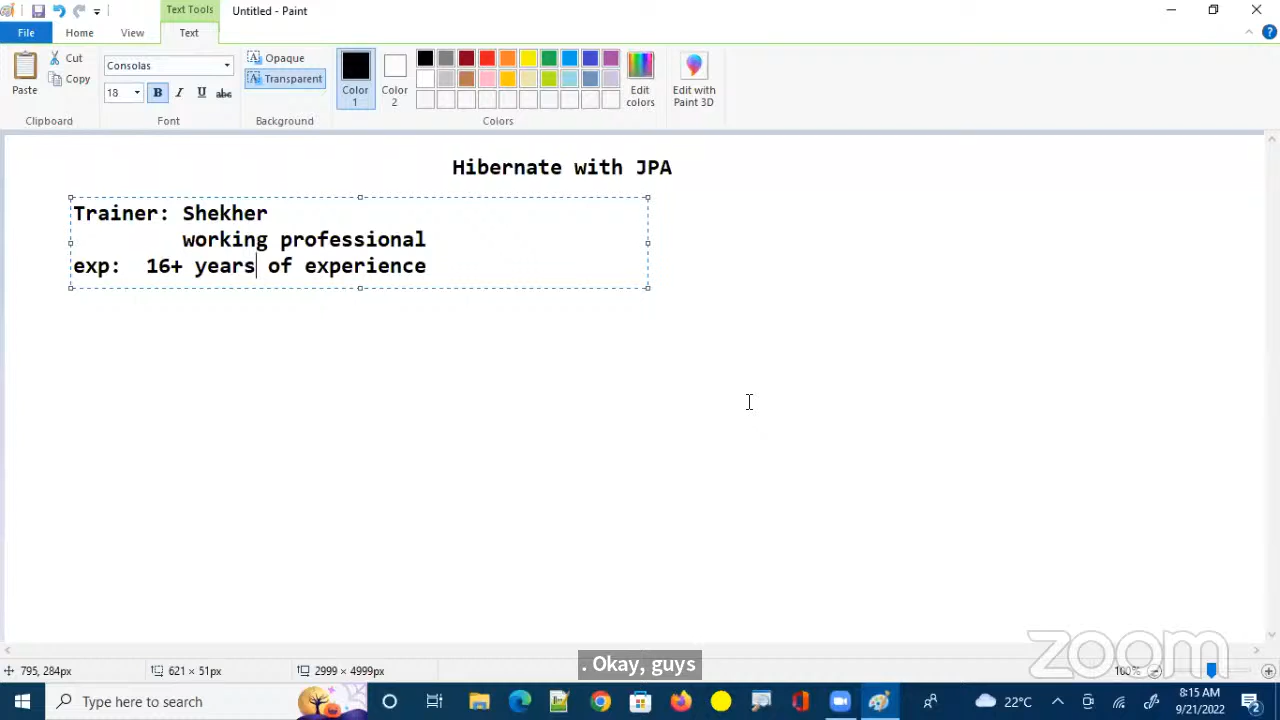 Text Tools
Untitled - Paint
File
Home
View
Text
Paste
Cut
Copy
Clipboard
Consolas
18
B
I
U
abc
Font
Opaque
Transparent
Background
Color
1
Color
2
Colors
Edit
colors
Edit with
Paint 3D
Hibernate with JPA
Trainer: Shekher
working professional
exp: 16+ years of experience
zoom
. Okay, guys
795, 284px
621 × 51px
2999 × 4999px
100%
Type here to search
22°C
8:15 AM
9/21/2022
2